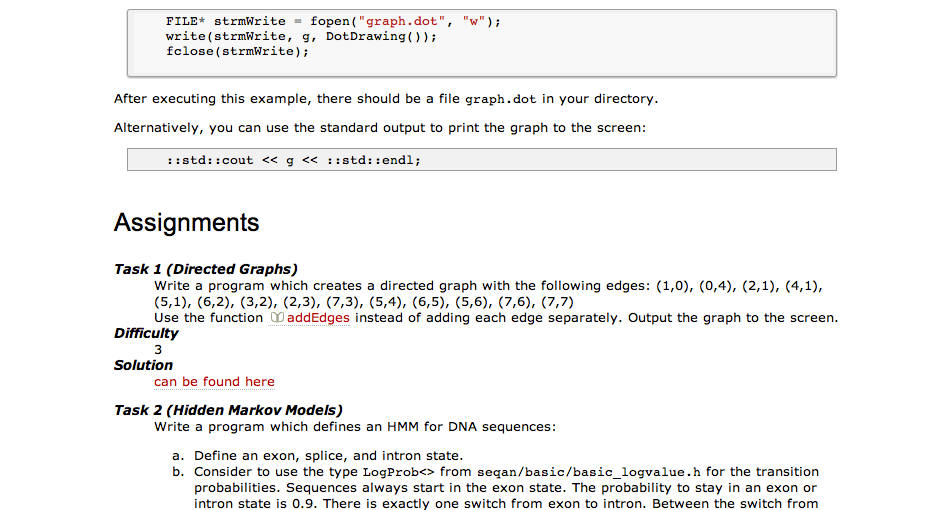 FILE* strmWrite = fopen("graph.dot", "w");
write(strmWrite, g, DotDrawing());
fclose(strmWrite);
After executing this example, there should be a file graph.dot in your directory.
Alternatively, you can use the standard output to print the graph to the screen:
::std::cout << g << ::std::endl;
Assignments
Task 1 (Directed Graphs)
Write a program which creates a directed graph with the following edges: (1,0), (0,4), (2,1), (4,1),
(5,1), (6,2), (3,2), (2,3), (7,3), (5,4), (6,5), (5,6), (7,6), (7,7)
Use the function addEdges instead of adding each edge separately. Output the graph to the screen.
Difficulty
3
Solution
can be found here
Task 2 (Hidden Markov Models)
Write a program which defines an HMM for DNA sequences:
a. Define an exon, splice, and intron state.
b. Consider to use the type LogProb<> from seqan/basic/basic_logvalue.h for the transition
probabilities. Sequences always start in the exon state. The probability to stay in an exon or
intron state is 0.9. There is exactly one switch from exon to intron. Between the switch from